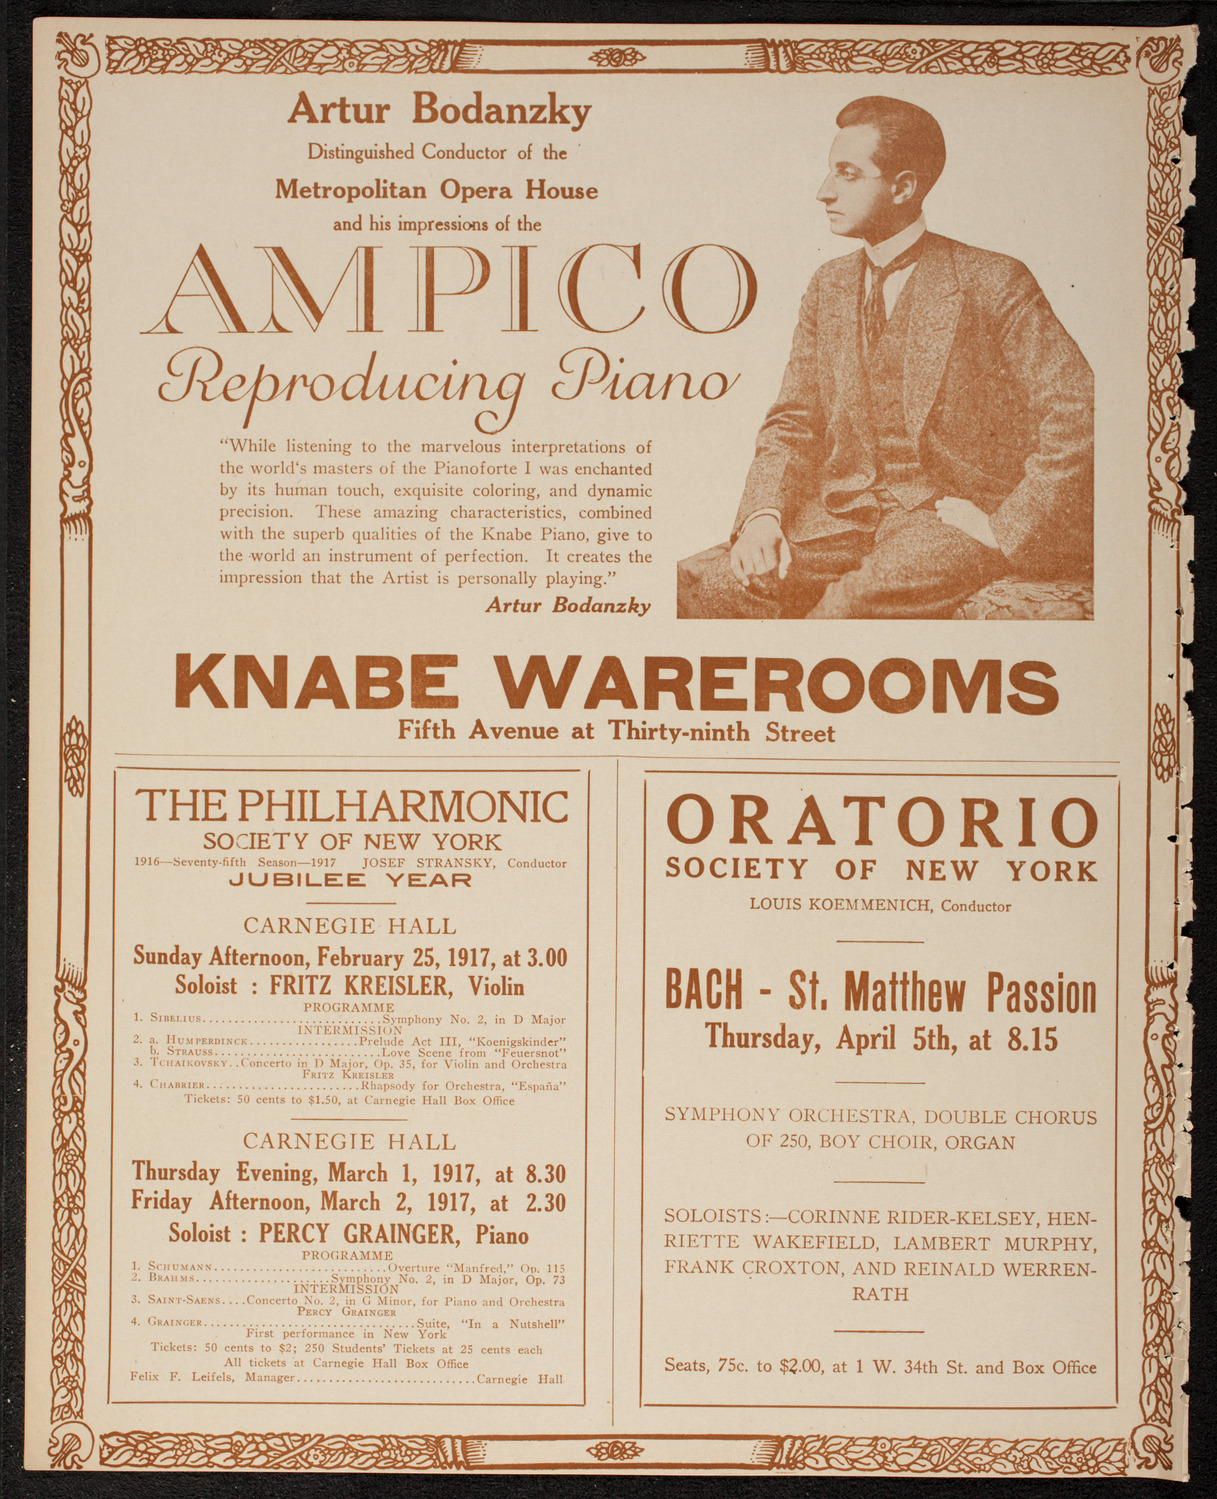 Artur Bodanzky
Distinguished Conductor of the
Metropolitan Opera House
and his impressions of the
AMPICO
Reproducing Piano
“While listening to the marvelous interpretations of
the world‘s masters of the Pianoforte I was enchanted
by its human touch, exquisite coloring, and dynamic
precision. These amazing characteristics, combined
with the superb qualities of the Knabe Piano, give to
the world an instrument of perfection. It creates the
impression that the Artist is personally playing.”
Artur Bodanzky
KNABE WAREROOMS
Fifth Avenue at Thirty-ninth Street
THE PHILHARMONIC
SOCIETY OF NEW YORK
1916—Seventy-fifth Season—1917 JOSEF STRANSKY, Conductor
JUBILEE YEAR
CARNEGIE HALL
Sunday Afternoon, February 25, 1917, at 3.00
Soloist : FRITZ KREISLER, Violin
PROGRAMME
1. SIBELIUS............................Symphony No. 2, in D Major
INTERMISSION
2. a. HUMPERDINCK.................Prelude Act III, “Koenigskinder”
b. STRAUSS..........................Love Scene from “Feuersnot”
3. TCHAIKOVSKY..Concerto in D Major, Op. 35, for Violin and Orchestra
FRITZ KREISLER
4. CHABRIER........................Rhapsody for Orchestra, “España”
Tickets: 50 cents to $1.50, at Carnegie Hall Box Office
CARNEGIE HALL
Thursday Evening, March 1, 1917, at 8.30
Friday Afternoon, March 2, 1917, at 2.30
Soloist : PERCY GRAINGER, Piano
PROGRAMME
1. SCHUMANN...........................Overture “Manfred,” Op. 115
2. BRAHMS.....................Symphony No. 2, in D Major, Op. 73
INTERMISSION
3. SAINT-SAENS....Concerto No. 2, in G Minor, for Piano and Orchestra
PERCY GRAINGER
4. GRAINGER.................................Suite, “In a Nutshell”
First performance in New York
Tickets: 50 cents to $2; 250 Students’ Tickets at 25 cents each
All tickets at Carnegie Hall Box Office
Felix F. Leifels, Manager............................Carnegie Hall
ORATORIO
SOCIETY OF NEW YORK
LOUIS KOEMMENICH, Conductor
BACH - St. Matthew Passion
Thursday, April 5th, at 8.15
SYMPHONY ORCHESTRA, DOUBLE CHORUS
OF 250, BOY CHOIR, ORGAN
SOLOISTS:—CORINNE RIDER-KELSEY, HEN-
RIETTE WAKEFIELD, LAMBERT MURPHY,
FRANK CROXTON, AND REINALD WERREN-
RATH
Seats, 75c. to $2.00, at 1 W. 34th St. and Box Office